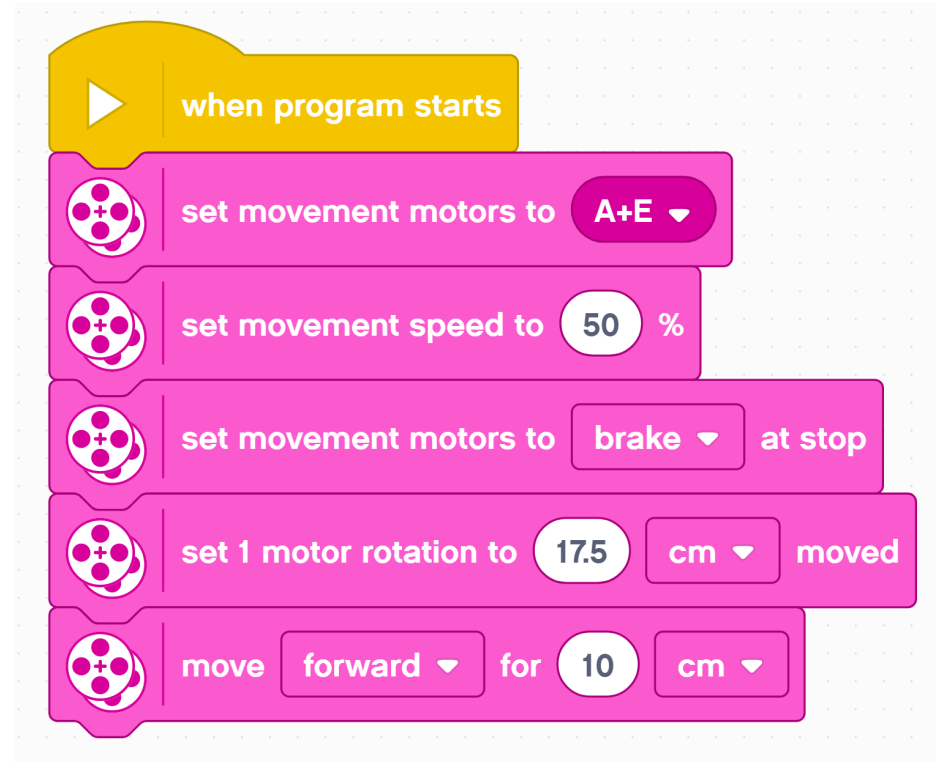 when program starts
set movement motors to A+E
set movement speed to 50 %
set movement motors to brake at stop
set 1 motor rotation to 17.5 cm moved
move forward for 10 cm